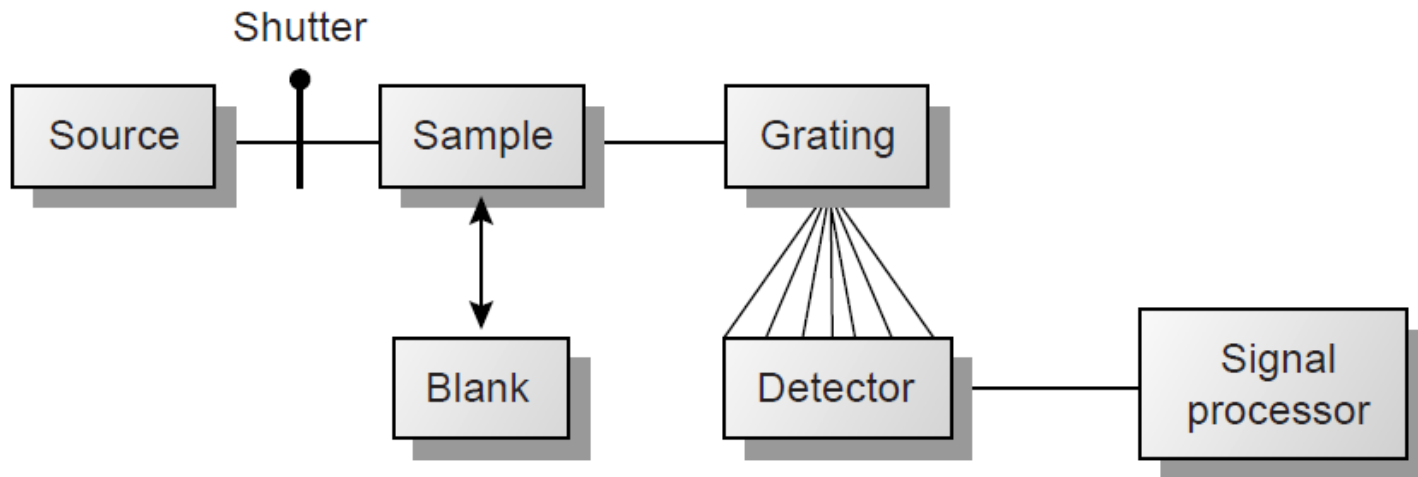 Shutter
Source
Sample
Grating
Blank
Detector
Signal
processor